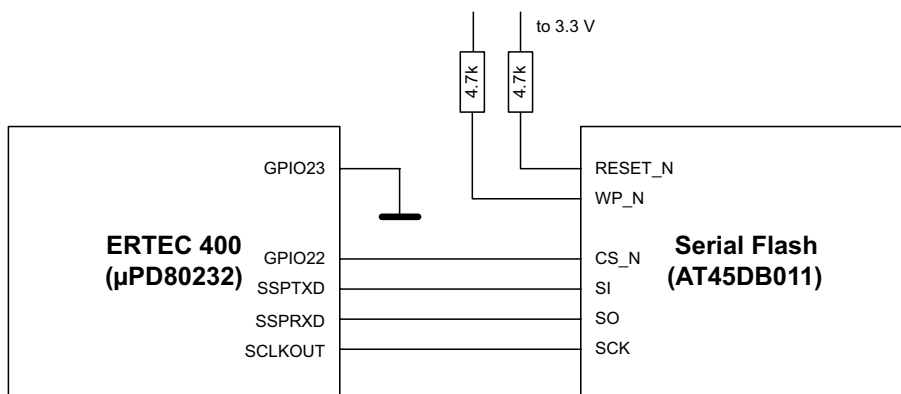 to 3.3 V
4.7k
4.7k
GPIO23
RESET_N
WP_N
ERTEC 400
(µPD80232)
Serial Flash
(AT45DB011)
GPIO22
CS_N
SSPTXD
SI
SSPRXD
SO
SCLKOUT
SCK